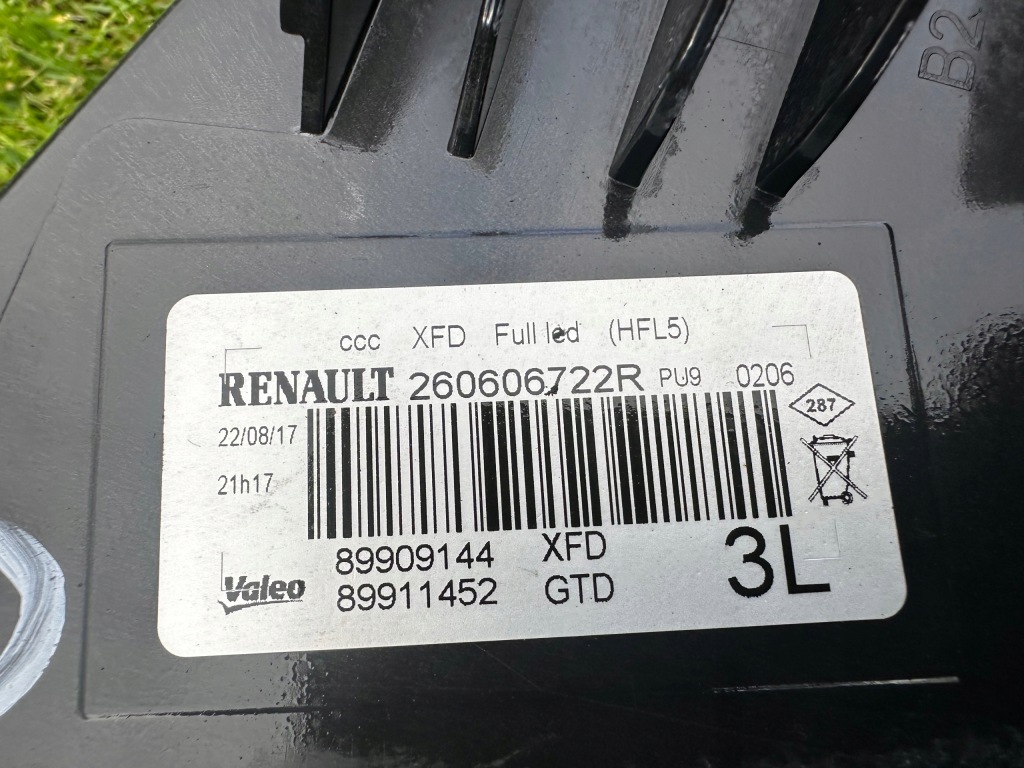 B2
ccc XFD Full led (HFL5)
RENAULT 260606722R PU9 0206
287
22/08/17
21h17
89909144 XFD
Valeo 89911452 GTD
3L